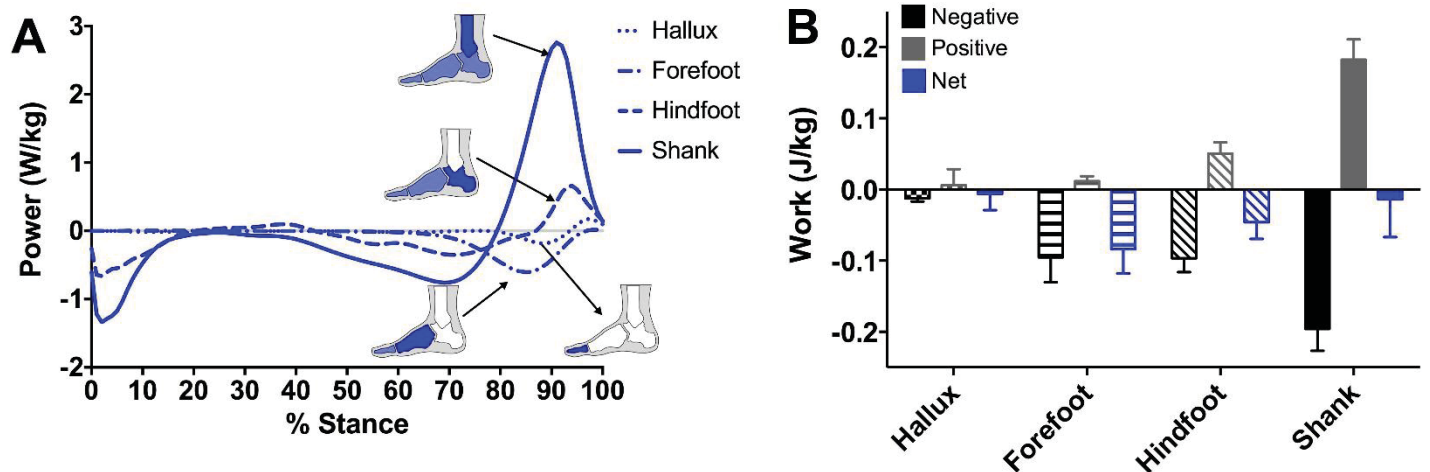 A
Power (W/kg)
3
2
1
0
-1
-2
0 10 20 30 40 50 60 70 80 90 100
% Stance
Hallux
Forefoot
Hindfoot
Shank
B
Negative
Positive
Net
Work (J/kg)
0.2
0.1
0.0
-0.1
-0.2
Hallux
Forefoot
Hindfoot
Shank